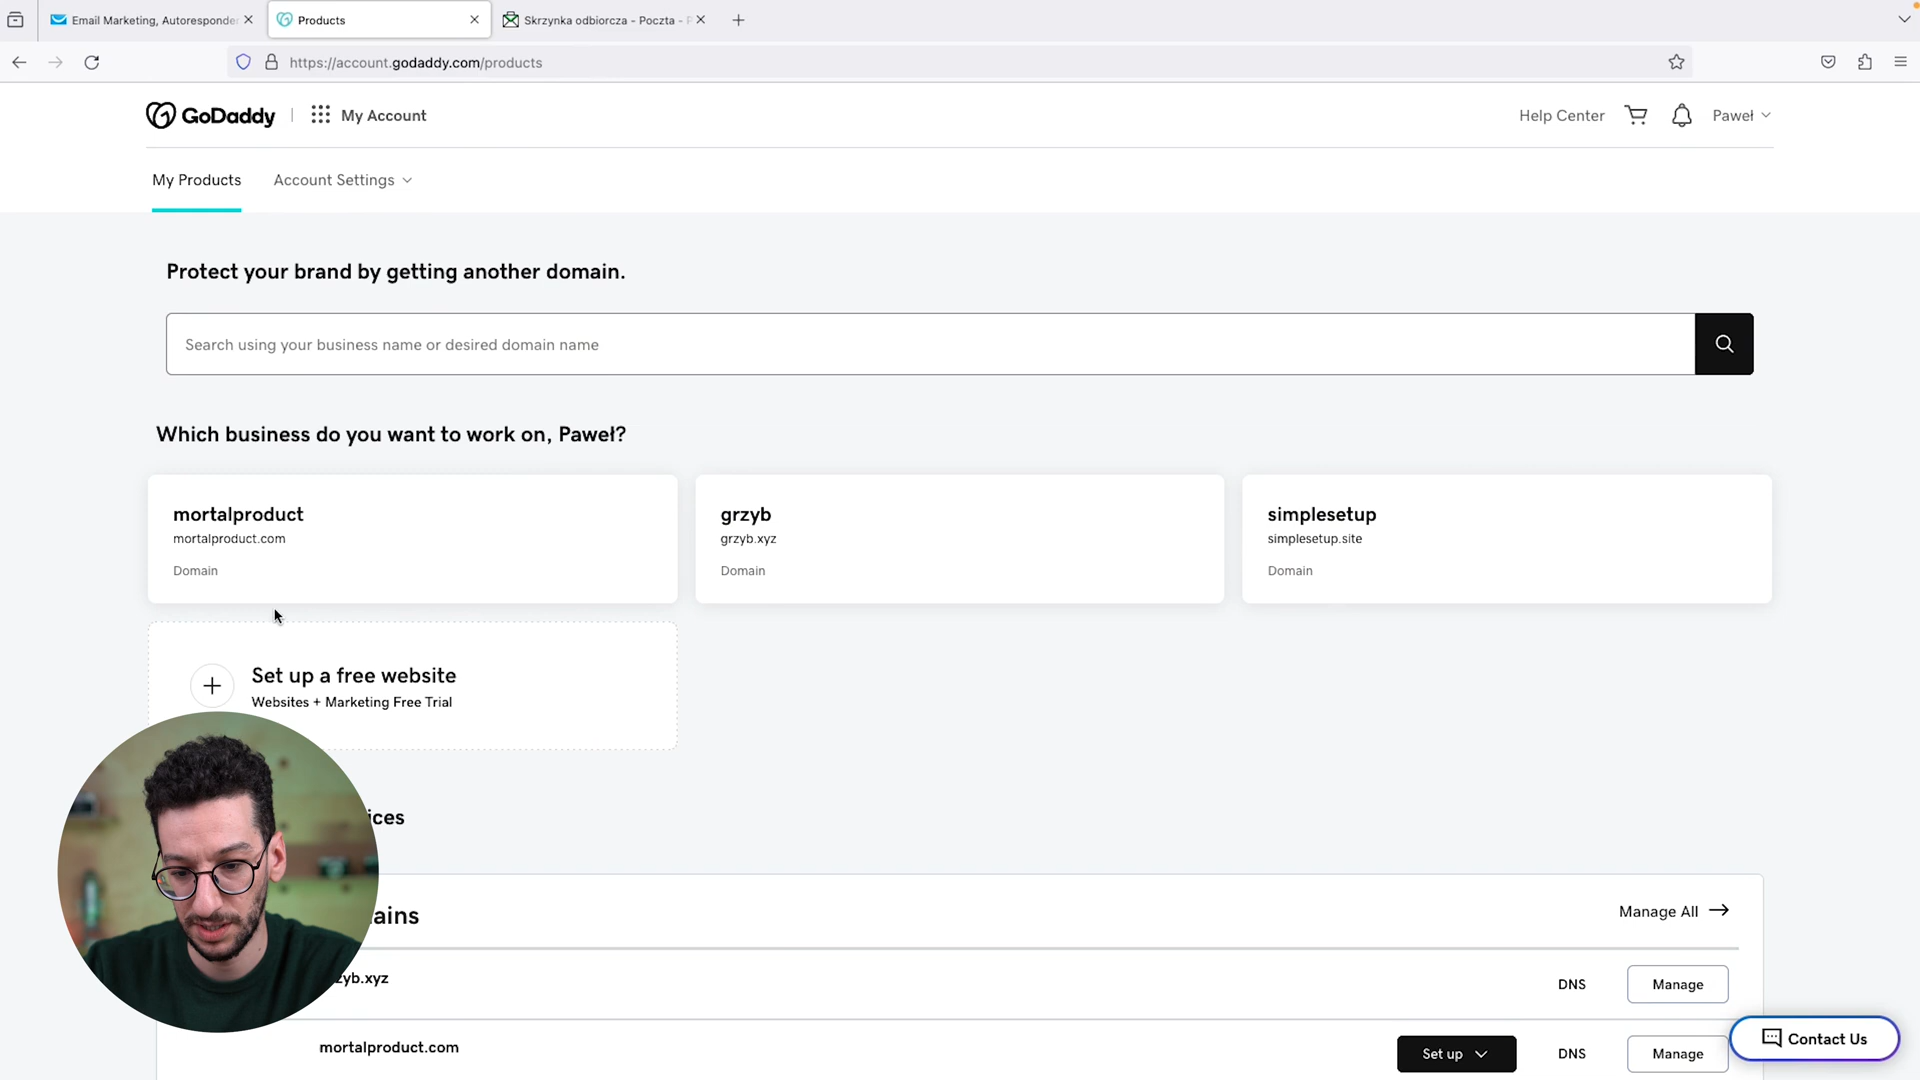 Email Marketing, Autoresponde
Products
Skrzynka odbiorcza - Poczta -
https://account.godaddy.com/products
GoDaddy
My Account
Help Center
Paweł
My Products
Account Settings
Protect your brand by getting another domain.
Search using your business name or desired domain name
Which business do you want to work on, Paweł?
mortalproduct
mortalproduct.com
Domain
grzyb
grzyb.xyz
Domain
simplesetup
simplesetup.site
Domain
Set up a free website
Websites + Marketing Free Trial
ices
ains
Manage All
zyb.xyz
DNS
Manage
mortalproduct.com
Set up
DNS
Manage
Contact Us